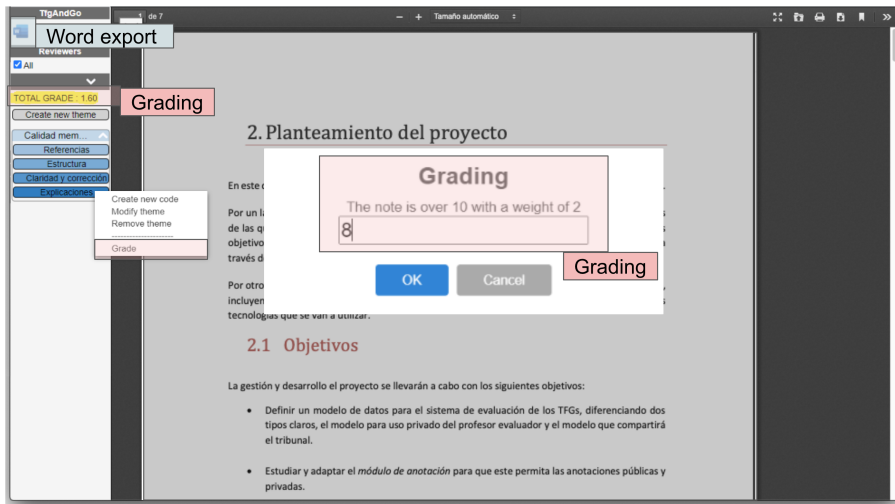 TfgAndGo
1 de 7
Tamaño automático
Word export
Reviewers
All
TOTAL GRADE : 1.60
Grading
Create new theme
Calidad mem...
Referencias
Estructura
Claridad y corrección
Explicaciones
Create new code
Modify theme
Remove theme
----------------------
Grade
2. Planteamiento del proyecto
En este
Por un
de las
objetivo
través
Grading
The note is over 10 with a weight of 2
8
OK
Cancel
Grading
Por otro
incluyen
tecnologías que se van a utilizar.
2.1 Objetivos
La gestión y desarrollo el proyecto se llevarán a cabo con los siguientes objetivos:
• Definir un modelo de datos para el sistema de evaluación de los TFGs, diferenciando dos
tipos claros, el modelo para uso privado del profesor evaluador y el modelo que compartirá
el tribunal.
• Estudiar y adaptar el módulo de anotación para que este permita las anotaciones públicas y
privadas.